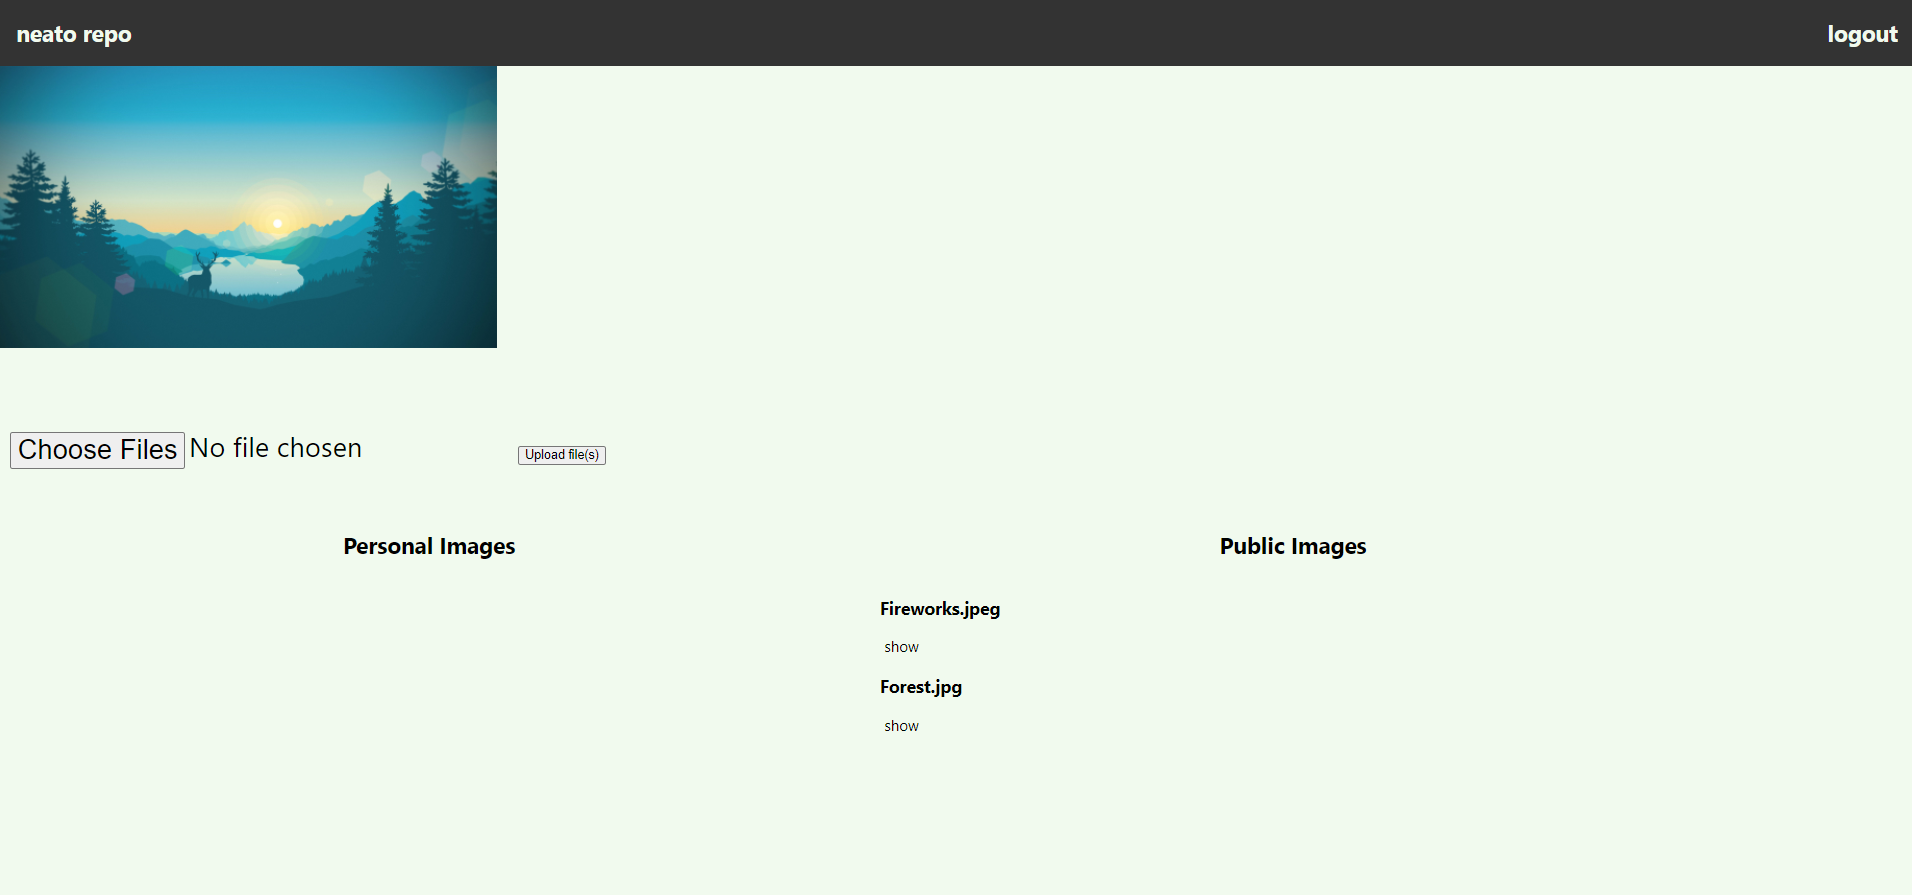 neato repo
logout
Choose Files No file chosen
Upload file(s)
Personal Images
Public Images
Fireworks.jpeg
show
Forest.jpg
show